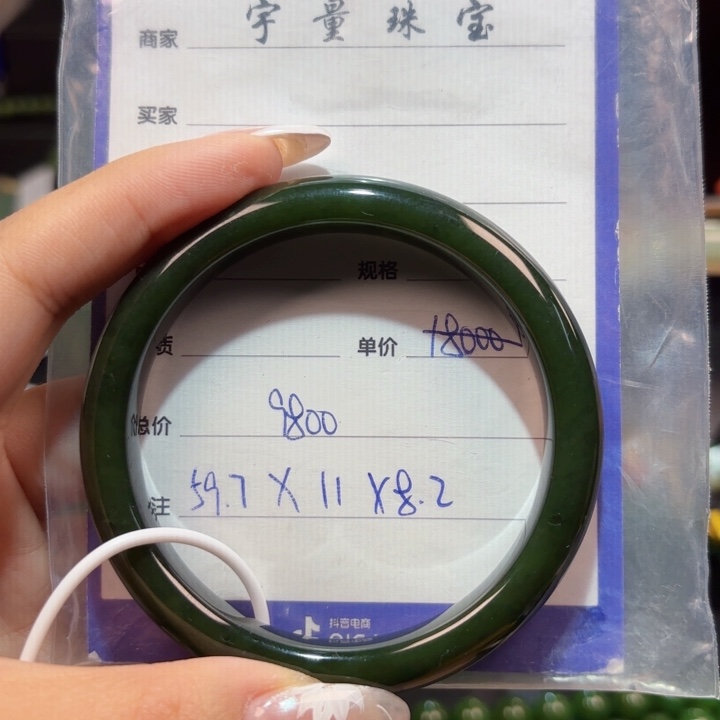 商家 宇量珠宝
买家
规格
质 单价 18000
总价 9800
注 59.7 X 11 X 8.2
抖音电商